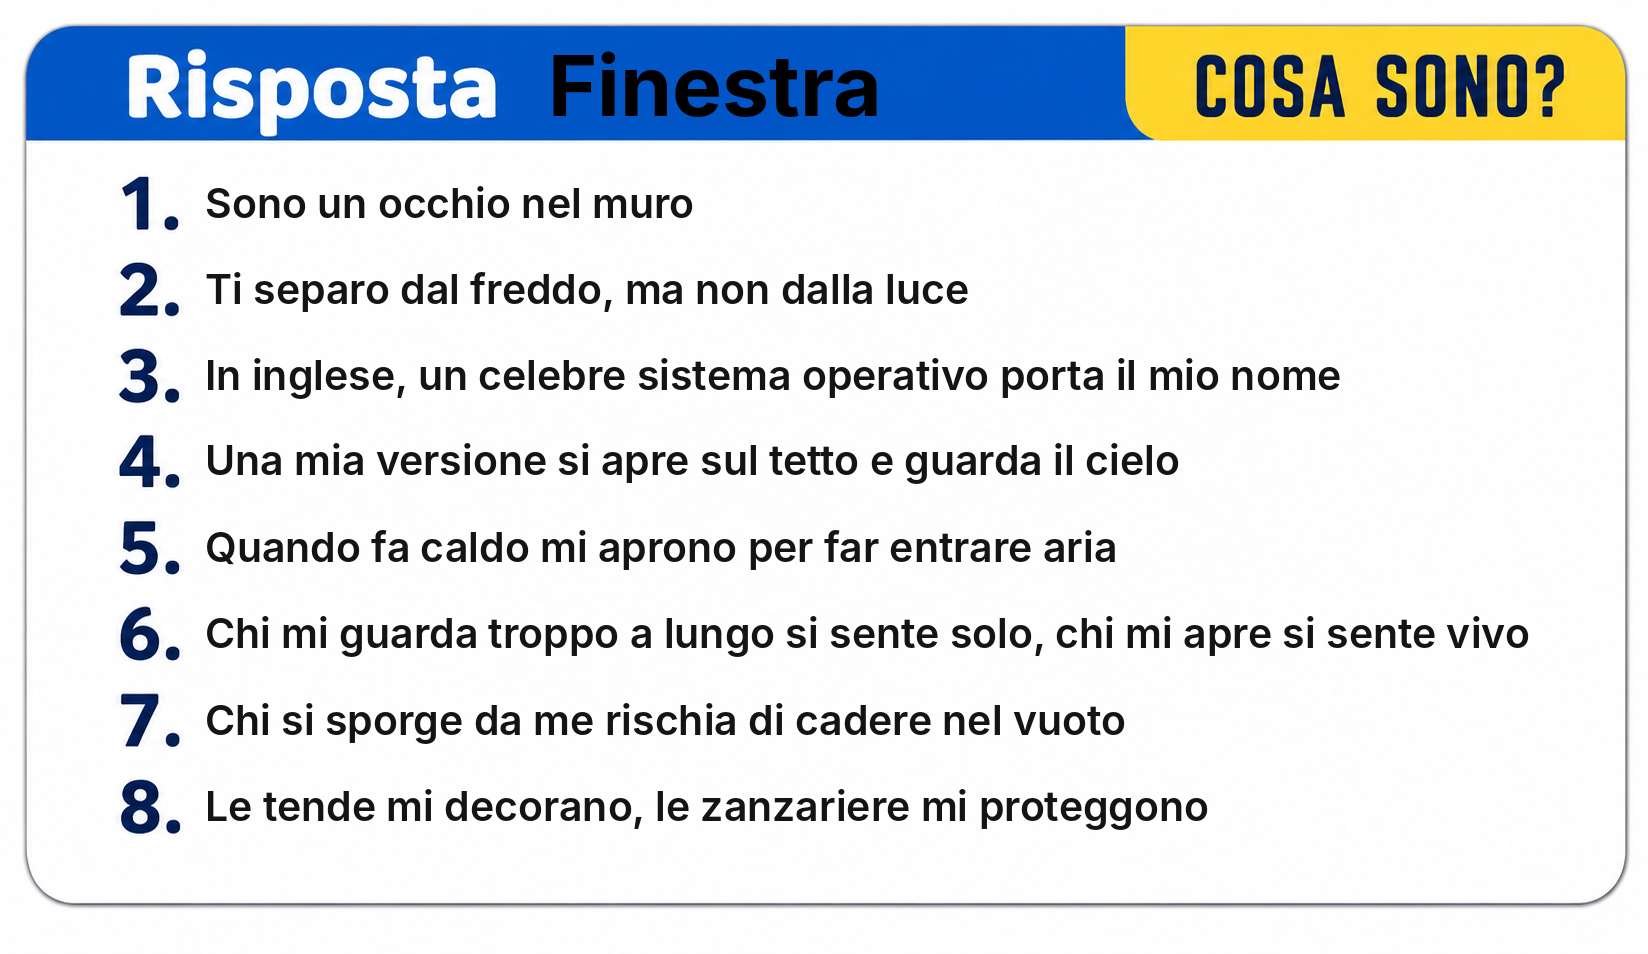 Risposta Finestra COSA SONO?
1. Sono un occhio nel muro
2. Ti separo dal freddo, ma non dalla luce
3. In inglese, un celebre sistema operativo porta il mio nome
4. Una mia versione si apre sul tetto e guarda il cielo
5. Quando fa caldo mi aprono per far entrare aria
6. Chi mi guarda troppo a lungo si sente solo, chi mi apre si sente vivo
7. Chi si sporge da me rischia di cadere nel vuoto
8. Le tende mi decorano, le zanzariere mi proteggono